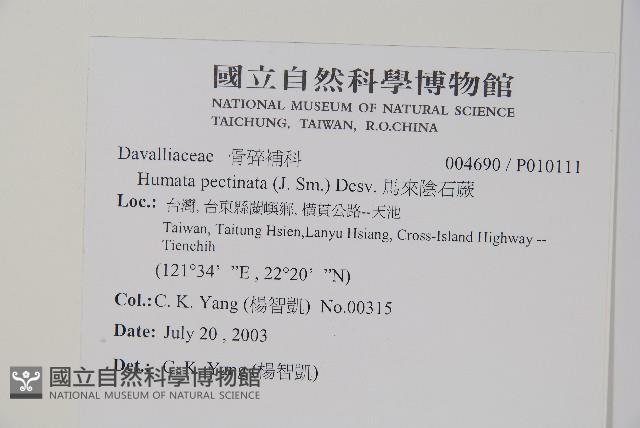 國立自然科學博物館
NATIONAL MUSEUM OF NATURAL SCIENCE
TAICHUNG, TAIWAN, R.O.CHINA
Davalliaceae 骨碎補科 004690 / P010111
Humata pectinata (J. Sm.) Desv. 馬來陰石蕨
Loc.: 台灣, 台東縣蘭嶼鄉, 橫貫公路--天池
Taiwan, Taitung Hsien,Lanyu Hsiang, Cross-Island Highway --
Tienchih
(121°34' "E , 22°20' "N)
Col.: C. K. Yang (楊智凱) No.00315
Date: July 20 , 2003
Det.: C. K. Yang (楊智凱)
國立自然科學博物館
NATIONAL MUSEUM OF NATURAL SCIENCE